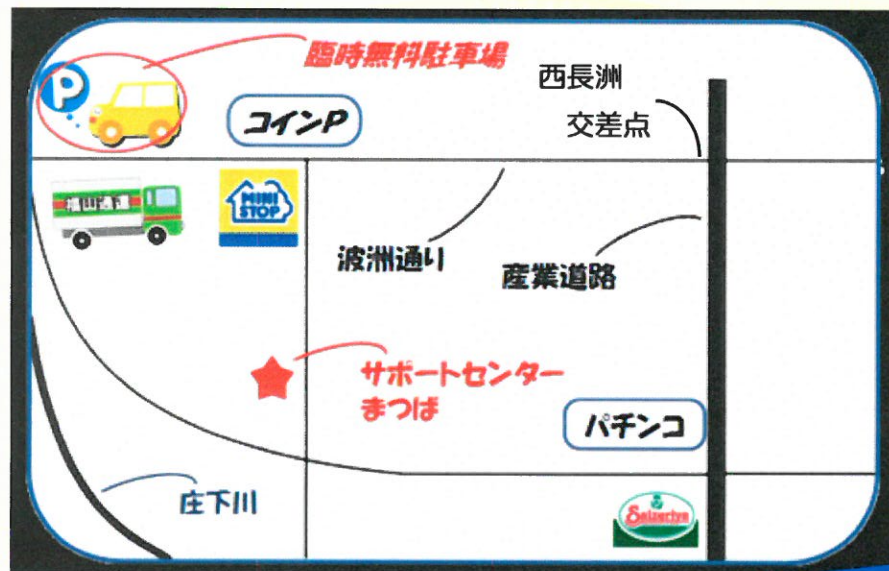 臨時無料駐車場
P
コインP
西長洲
交差点
福山通運
MINI
STOP
波洲通り
産業道路
サポートセンター
まつば
パチンコ
庄下川
Saizeriya